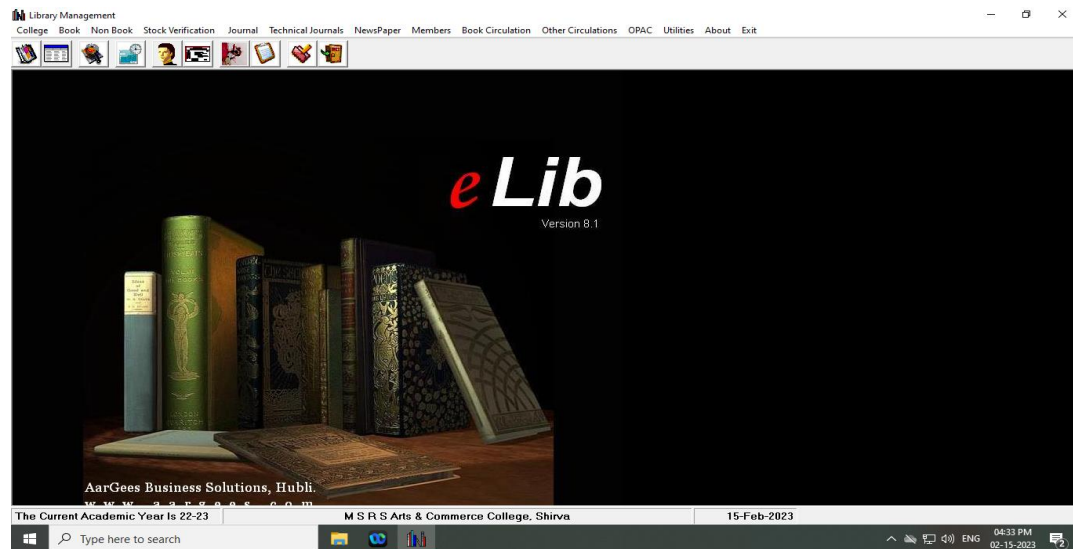 Library Management
College Book Non Book Stock Verification Journal Technical Journals NewsPaper Members Book Circulation Other Circulations OPAC Utilities About Exit
e Lib
Version 8.1
AarGees Business Solutions, Hubli.
The Current Academic Year Is 22-23 M S R S Arts & Commerce College, Shirva 15-Feb-2023
Type here to search ENG 04:33 PM
02-15-2023 2